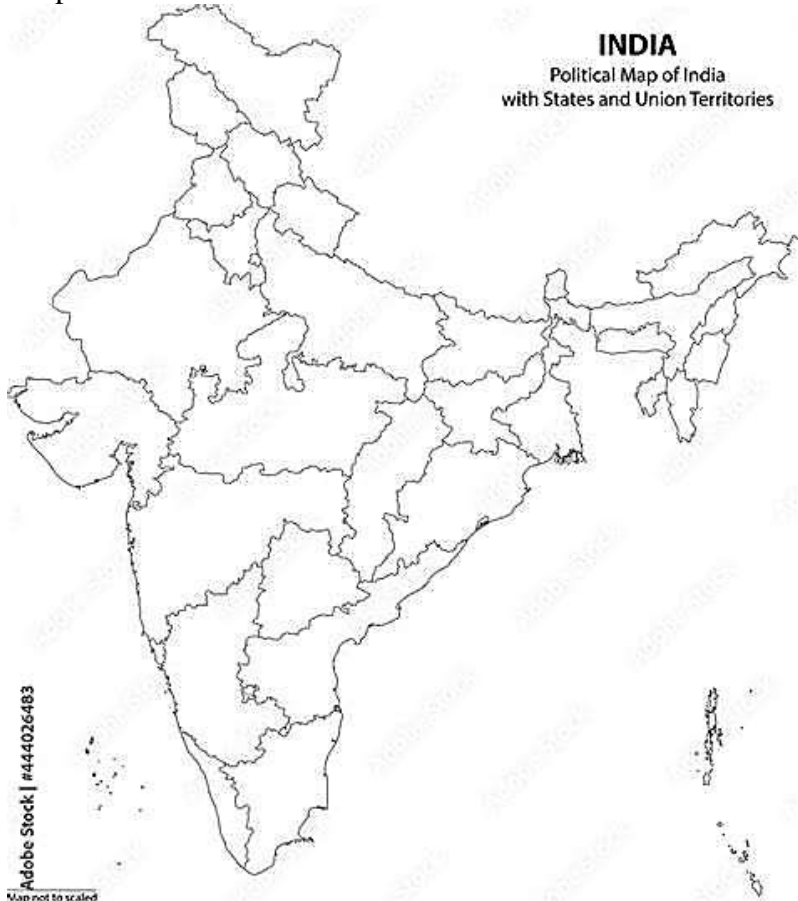 INDIA
Political Map of India
with States and Union Territories
Adobe Stock | #444026483
Map not to scaled